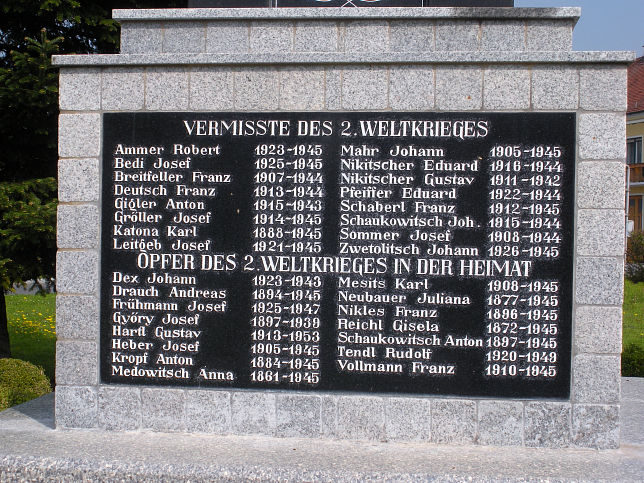 VERMISSTE DES 2. WELTKRIEGES
Ammer Robert 1923-1945
Bedi Josef 1925-1945
Breitfeller Franz 1907-1944
Deutsch Franz 1913-1944
Gigler Anton 1915-1943
Gröller Josef 1914-1945
Katona Karl 1888-1945
Leitgeb Josef 1921-1945
Mahr Johann 1905-1945
Nikitscher Eduard 1916-1944
Nikitscher Gustav 1911-1942
Pfeiffer Eduard 1922-1944
Schaberl Franz 1912-1945
Schaukowitsch Joh. 1915-1944
Sommer Josef 1908-1944
Zwetolitsch Johann 1926-1945
OPFER DES 2. WELTKRIEGES IN DER HEIMAT
Dex Johann 1923-1943
Drauch Andreas 1894-1945
Frühmann Josef 1925-1947
Győry Josef 1897-1939
Hartl Gustav 1913-1953
Heber Josef 1905-1945
Kropf Anton 1884-1945
Medowitsch Anna 1861-1945
Mesits Karl 1908-1945
Neubauer Juliana 1877-1945
Nikles Franz 1896-1945
Reichl Gisela 1872-1945
Schaukowitsch Anton 1897-1945
Tendl Rudolf 1920-1949
Vollmann Franz 1910-1945